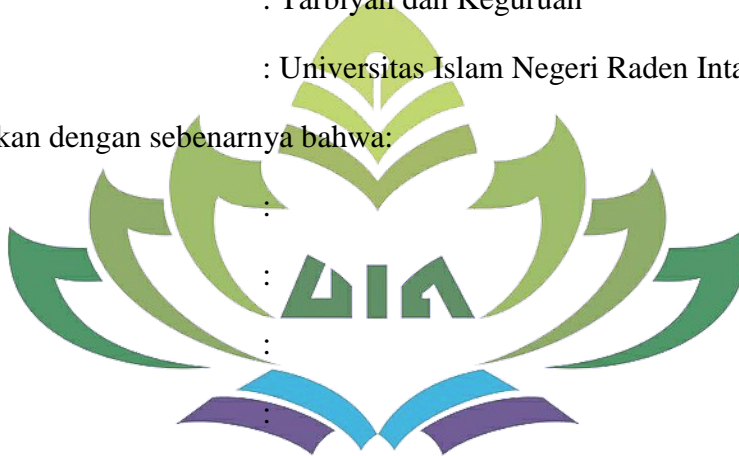 : Tarbiyah dan Keguruan
: Universitas Islam Negeri Raden Inta
kan dengan sebenarnya bahwa:
:
:
UIN
:
: